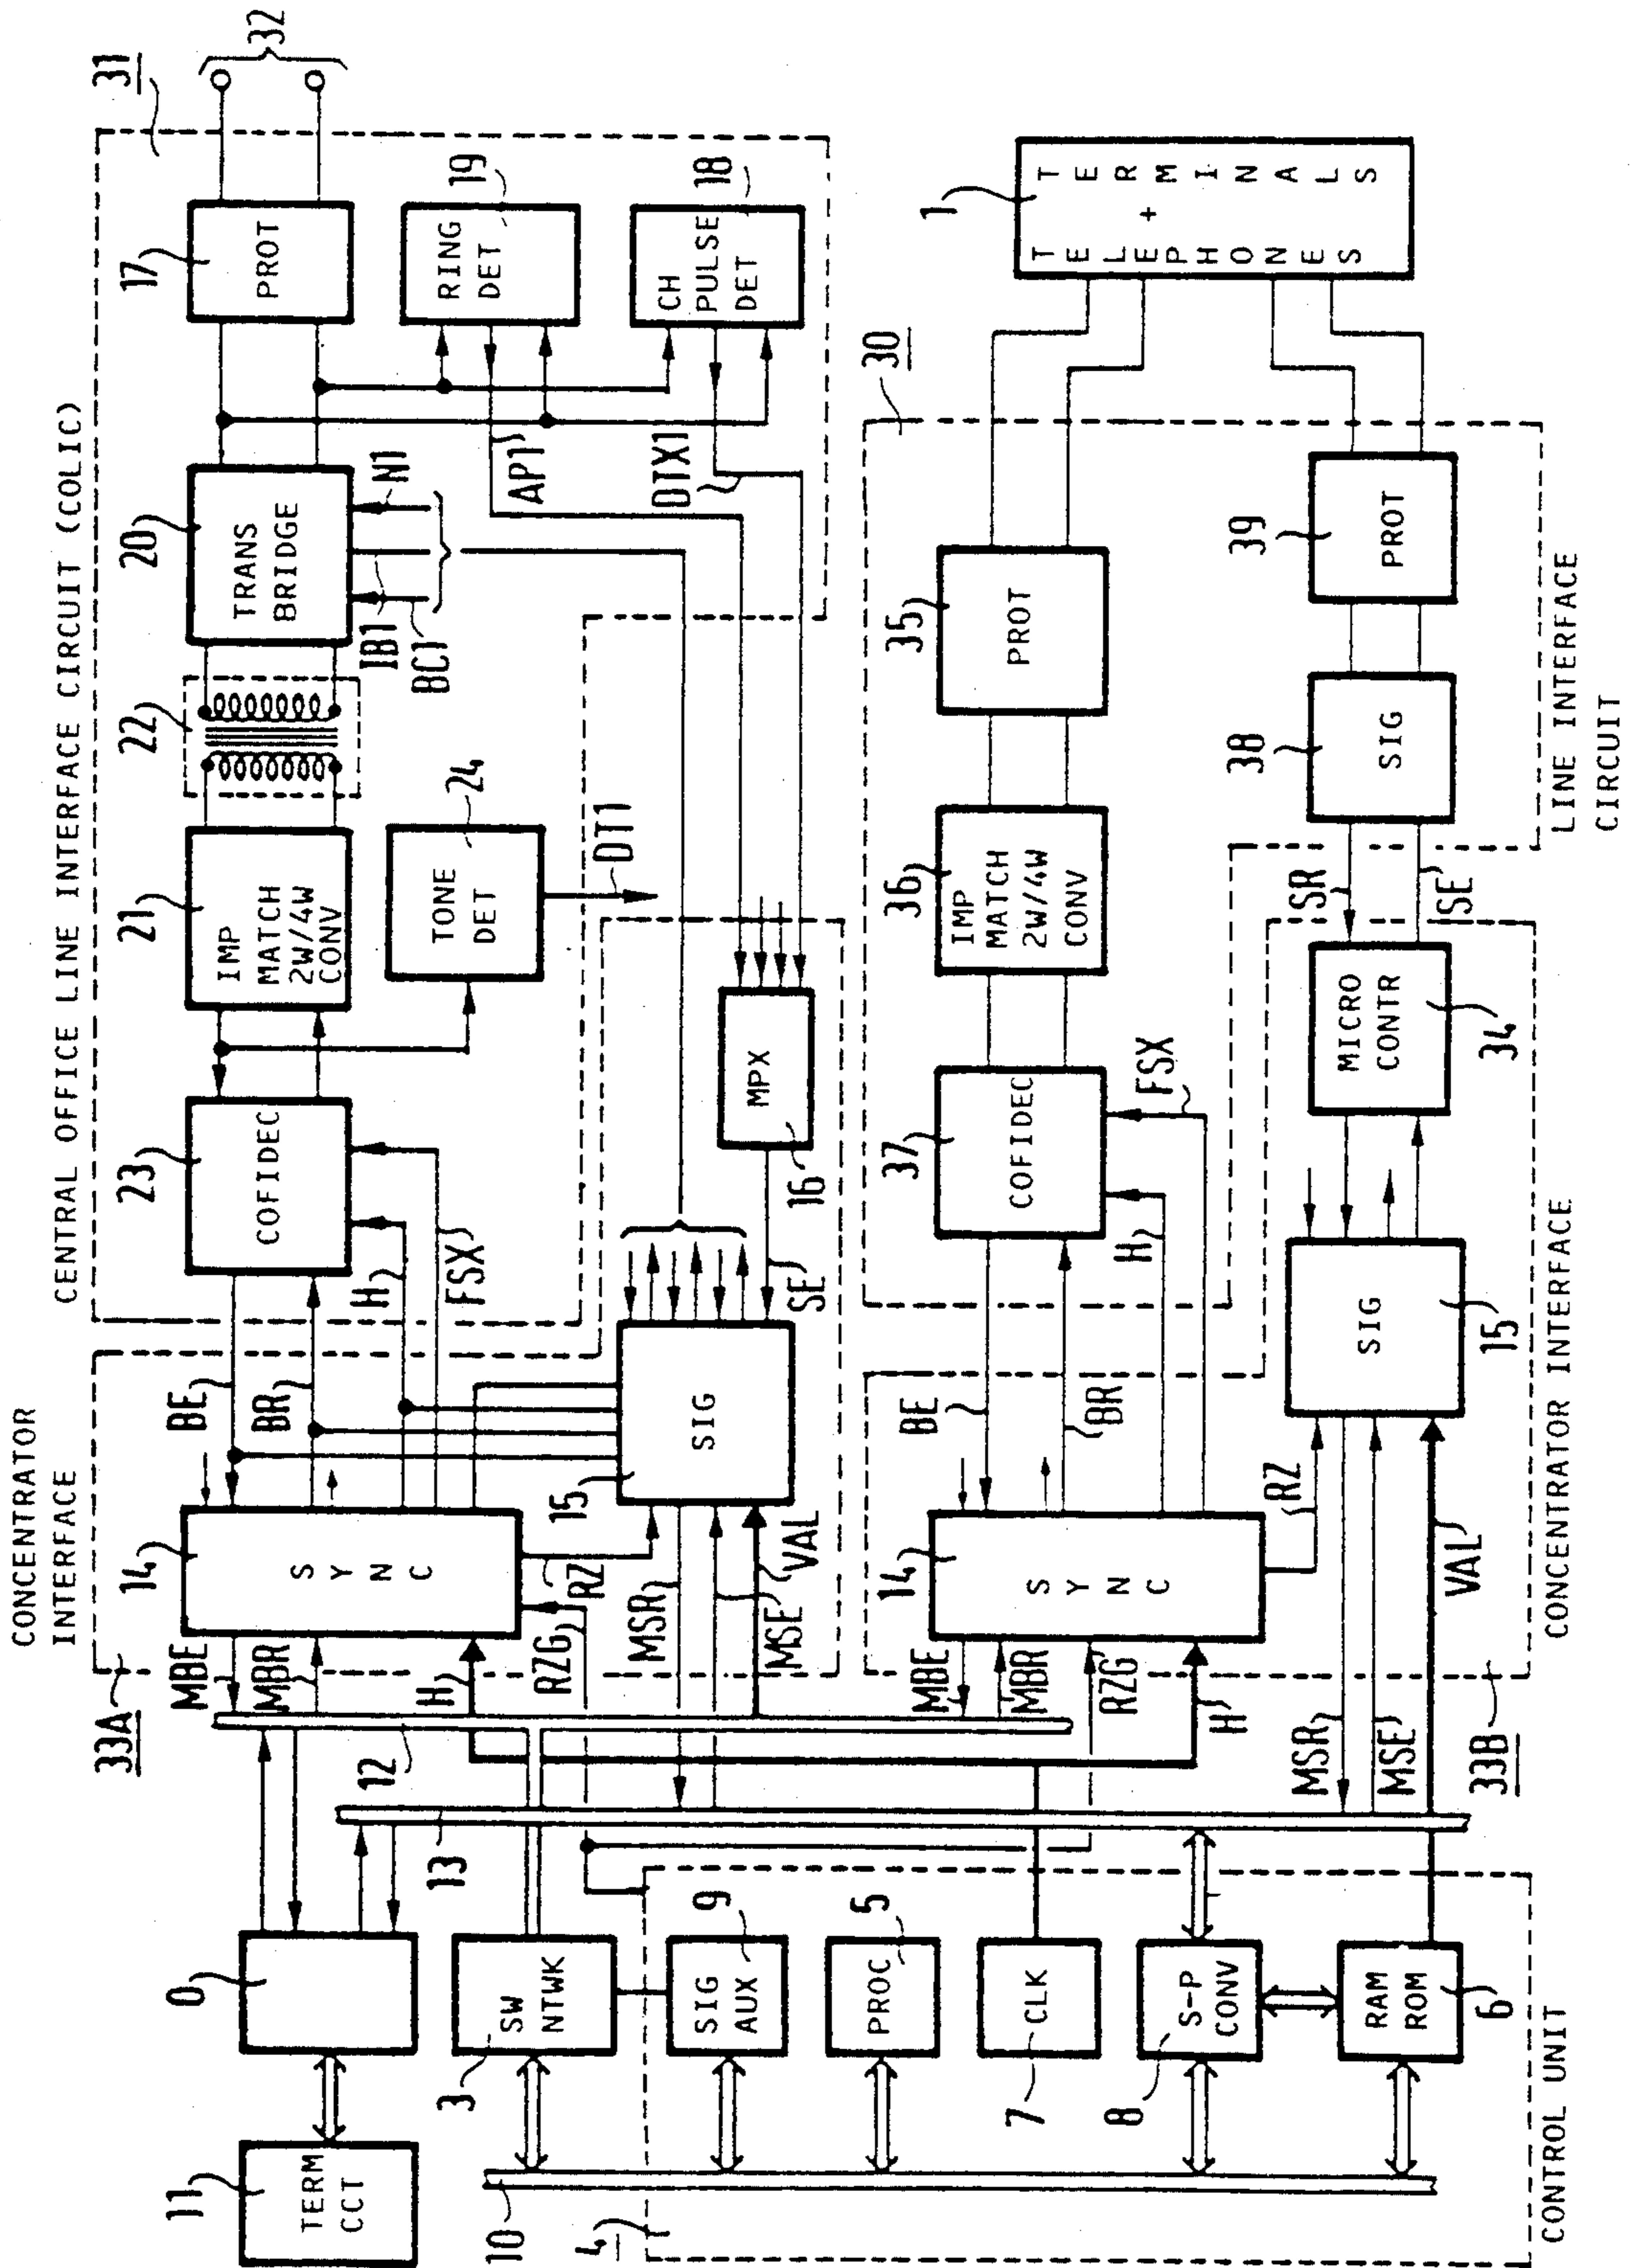 CENTRAL OFFICE LINE INTERFACE CIRCUIT (COLIC)
31
32
17
PROT
19
RING
DET
18
CH
PULSE
DET
20
TRANS
BRIDGE
N1
IB1
BC1
AP1
DTX1
22
21
IMP
MATCH
2W/4W
CONV
24
TONE
DET
DT1
23
COFIDEC
H
FSX
BE
BR
MPX
16
SE
SIG
15
CONCENTRATOR
INTERFACE
14
SYNC
RZ
RZG
MSR
MSE
VAL
MBE
MBR
H
33A
12
13
TELEPHONES
+
TERMINALS
1
30
35
PROT
36
IMP
MATCH
2W/4W
CONV
37
COFIDEC
FSX
H
39
PROT
38
SIG
LINE INTERFACE
CIRCUIT
SR
SE
MICRO
CONTR
34
SIG
15
CONCENTRATOR INTERFACE
BE
BR
RZ
VAL
14
SYNC
MBE
MBR
RZG
H
MSR
MSE
33B
0
11
TERM
CCT
3
SW
NTWK
9
SIG
AUX
5
PROC
7
CLK
8
S-P
CONV
6
RAM
ROM
10
4
CONTROL UNIT